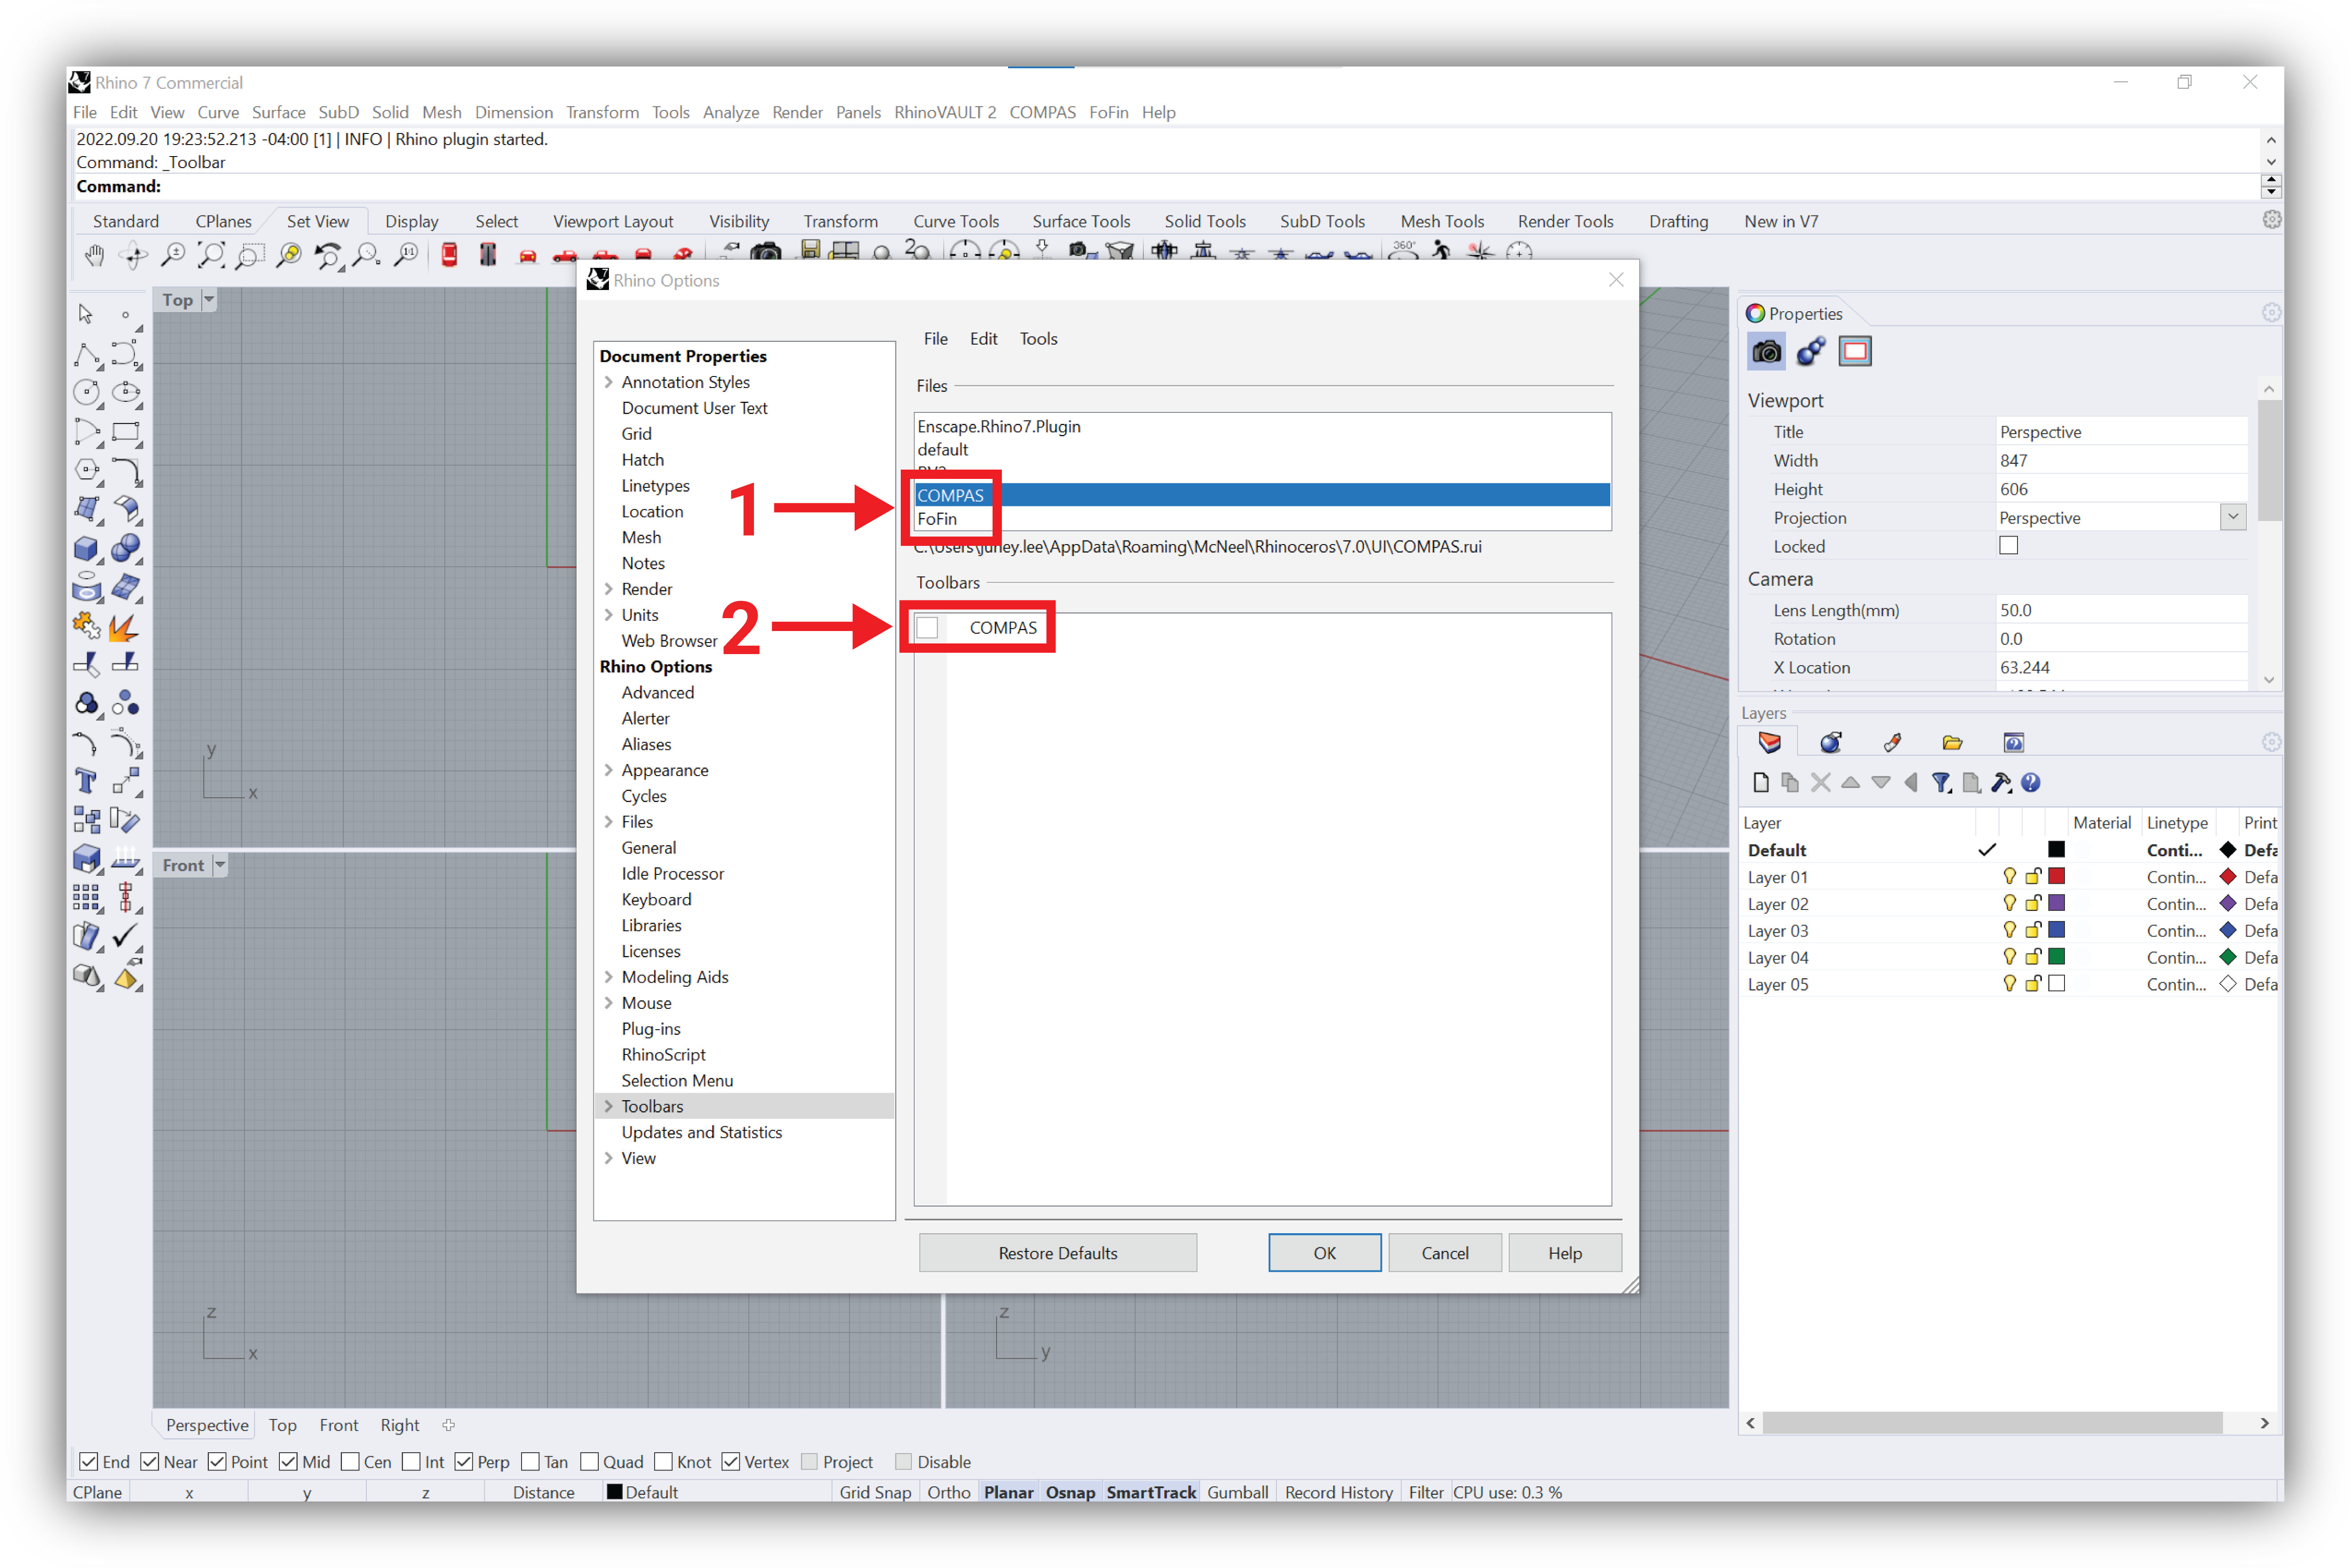 Rhino 7 Commercial
File Edit View Curve Surface SubD Solid Mesh Dimension Transform Tools Analyze Render Panels RhinoVAULT 2 COMPAS FoFin Help
2022.09.20 19:23:52.213 -04:00 [1] | INFO | Rhino plugin started.
Command: _Toolbar
Command:
Standard CPlanes Set View Display Select Viewport Layout Visibility Transform Curve Tools Surface Tools Solid Tools SubD Tools Mesh Tools Render Tools Drafting New in V7
Top
Rhino Options
Document Properties
Annotation Styles
Document User Text
Grid
Hatch
Linetypes
Location
Mesh
Notes
Render
Units
Web Browser
Rhino Options
Advanced
Alerter
Aliases
Appearance
Cycles
Files
General
Idle Processor
Keyboard
Libraries
Licenses
Modeling Aids
Mouse
Plug-ins
RhinoScript
Selection Menu
Toolbars
Updates and Statistics
View
File Edit Tools
Files
Enscape.Rhino7.Plugin
default
1
COMPAS
FoFin
C:\Users\juney.lee\AppData\Roaming\McNeel\Rhinoceros\7.0\UI\COMPAS.rui
Toolbars
2
COMPAS
Restore Defaults OK Cancel Help
y
x
Front
z
x
z
y
Properties
Viewport
Title Perspective
Width 847
Height 606
Projection Perspective
Locked
Camera
Lens Length(mm) 50.0
Rotation 0.0
X Location 63.244
Layers
Layer Material Linetype Print
Default Conti... Defa
Layer 01 Contin... Defa
Layer 02 Contin... Defa
Layer 03 Contin... Defa
Layer 04 Contin... Defa
Layer 05 Contin... Defa
Perspective Top Front Right
End Near Point Mid Cen Int Perp Tan Quad Knot Vertex Project Disable
CPlane x y z Distance Default Grid Snap Ortho Planar Osnap SmartTrack Gumball Record History Filter CPU use: 0.3 %